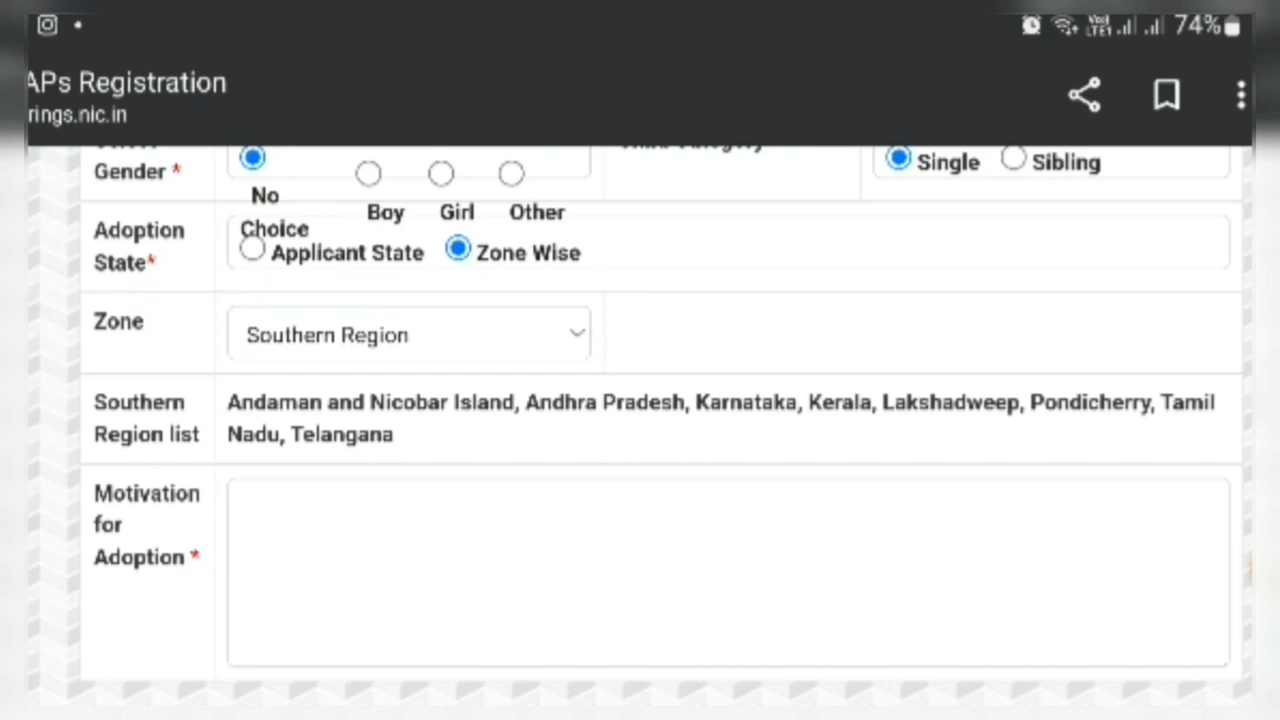 74%
APs Registration
rings.nic.in
Gender *
Single Sibling
No
Choice
Boy Girl Other
Adoption
State*
Applicant State Zone Wise
Zone
Southern Region
Southern
Region list
Andaman and Nicobar Island, Andhra Pradesh, Karnataka, Kerala, Lakshadweep, Pondicherry, Tamil
Nadu, Telangana
Motivation
for
Adoption *